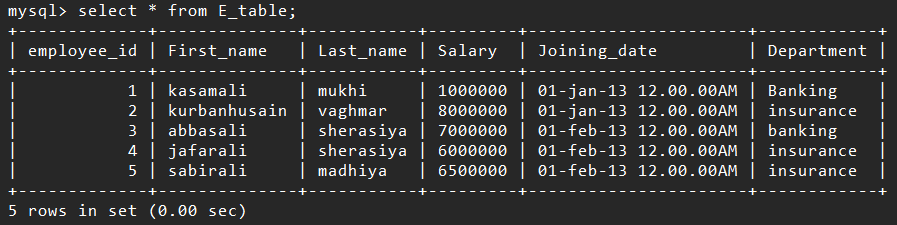 mysql> select * from E_table;
+-------------+--------------+-----------+---------+----------------------+------------+
| employee_id | First_name   | Last_name | Salary  | Joining_date         | Department |
+-------------+--------------+-----------+---------+----------------------+------------+
|           1 | kasamali     | mukhi     | 1000000 | 01-jan-13 12.00.00AM | Banking    |
|           2 | kurbanhusain | vaghmar   | 8000000 | 01-jan-13 12.00.00AM | insurance  |
|           3 | abbasali     | sherasiya | 7000000 | 01-feb-13 12.00.00AM | banking    |
|           4 | jafarali     | sherasiya | 6000000 | 01-feb-13 12.00.00AM | insurance  |
|           5 | sabirali     | madhiya   | 6500000 | 01-feb-13 12.00.00AM | insurance  |
+-------------+--------------+-----------+---------+----------------------+------------+
5 rows in set (0.00 sec)